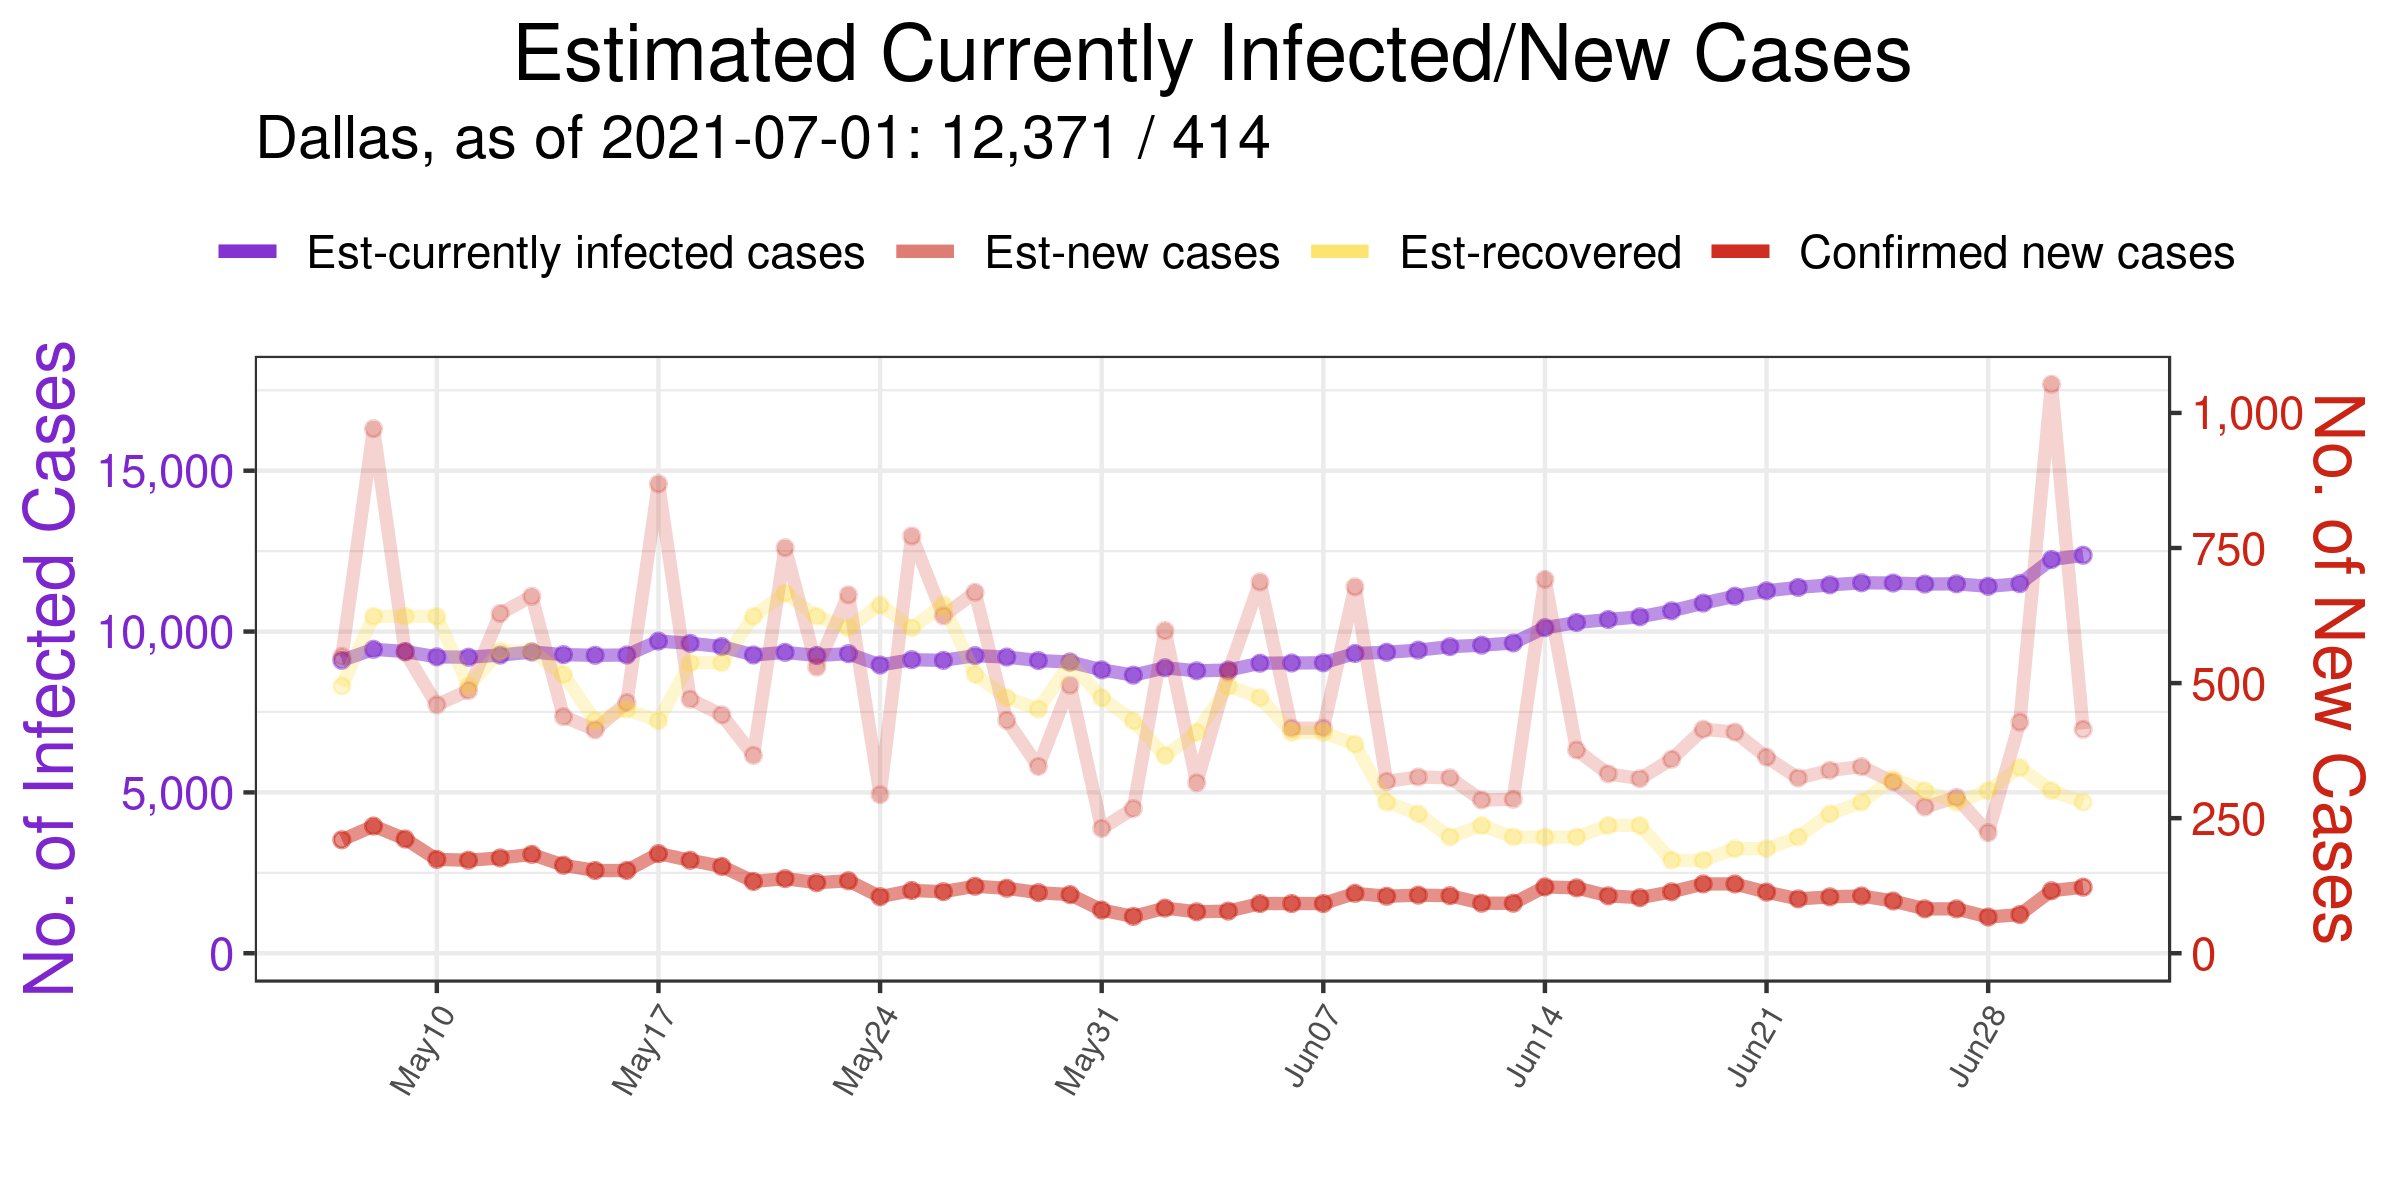 Estimated Currently Infected/New Cases
Dallas, as of 2021-07-01: 12,371 / 414
Est-currently infected cases Est-new cases Est-recovered Confirmed new cases
No. of Infected Cases
15,000
10,000
5,000
0
1,000
750
500
250
0
No. of New Cases
May10 May17 May24 May31 Jun07 Jun14 Jun21 Jun28